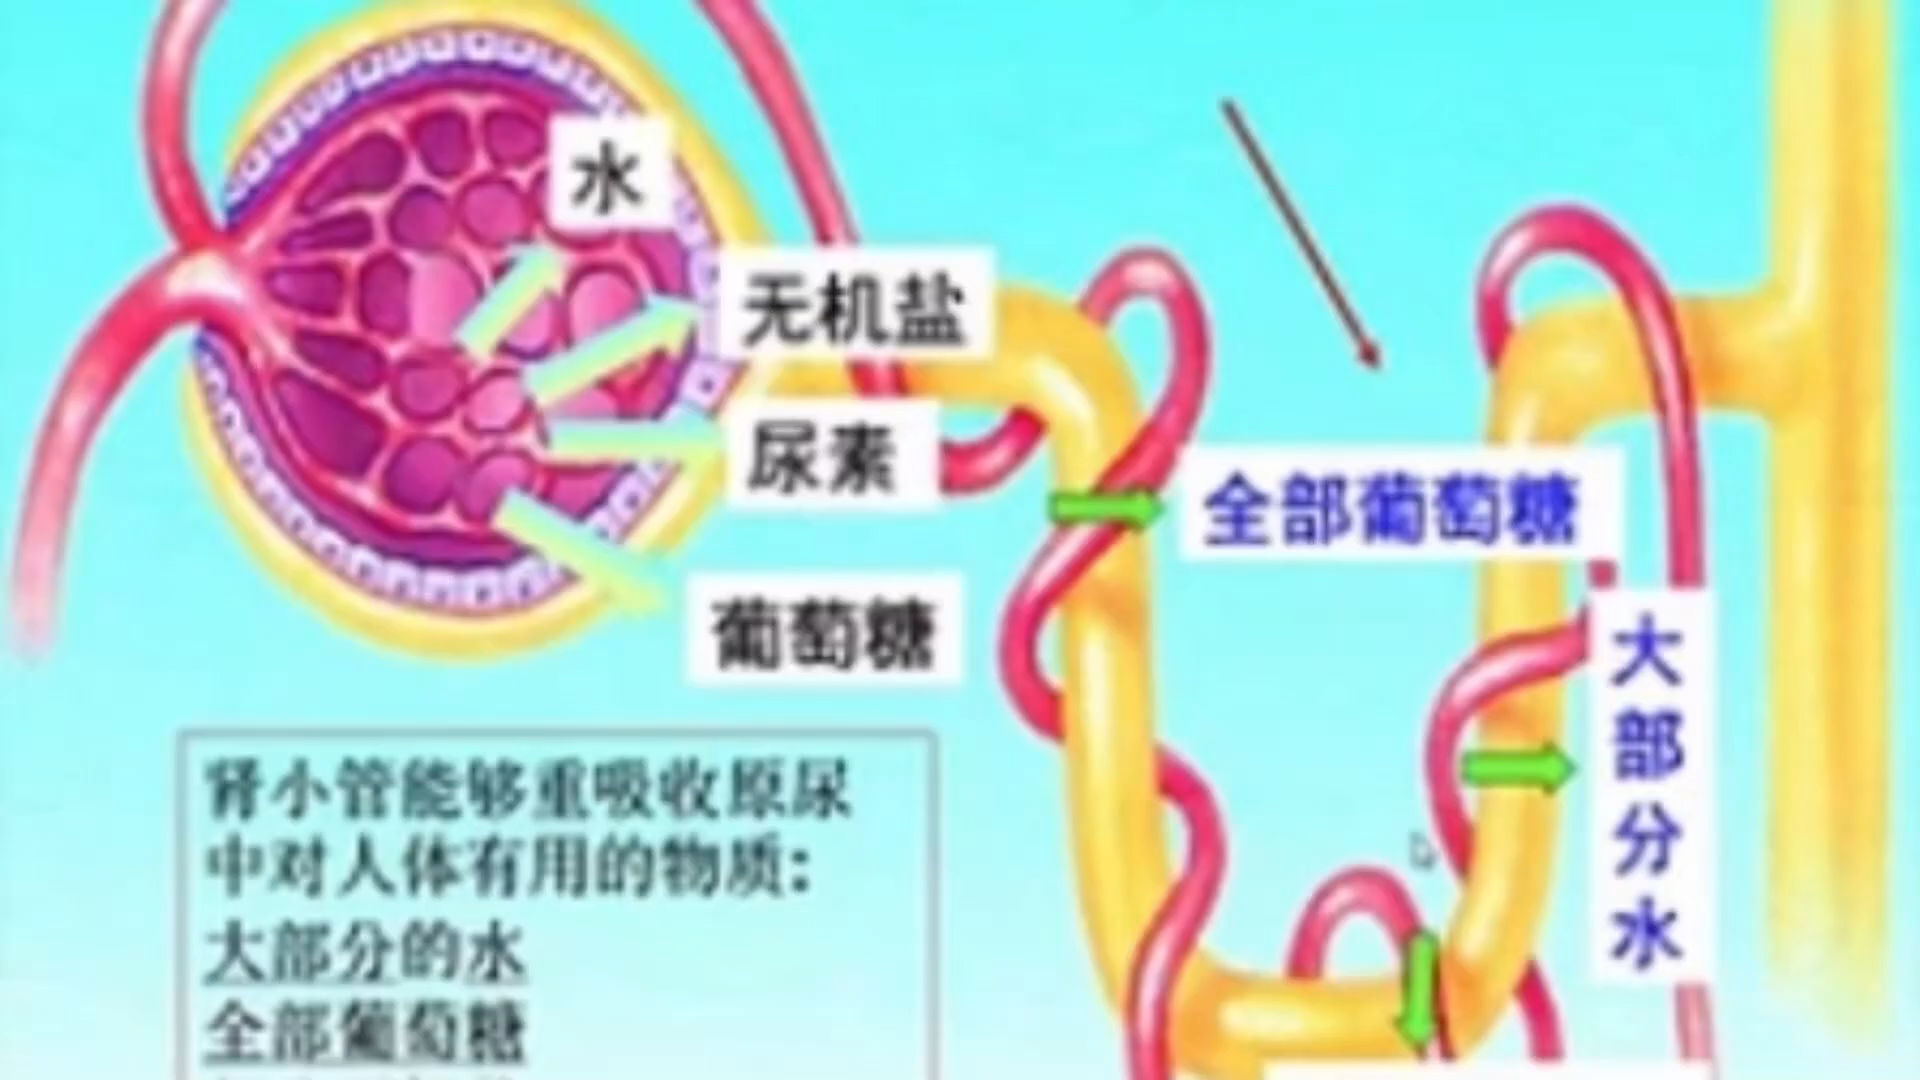 水
无机盐
尿素
葡萄糖
全部葡萄糖
大部分水
肾小管能够重吸收原尿
中对人体有用的物质：
大部分的水
全部葡萄糖